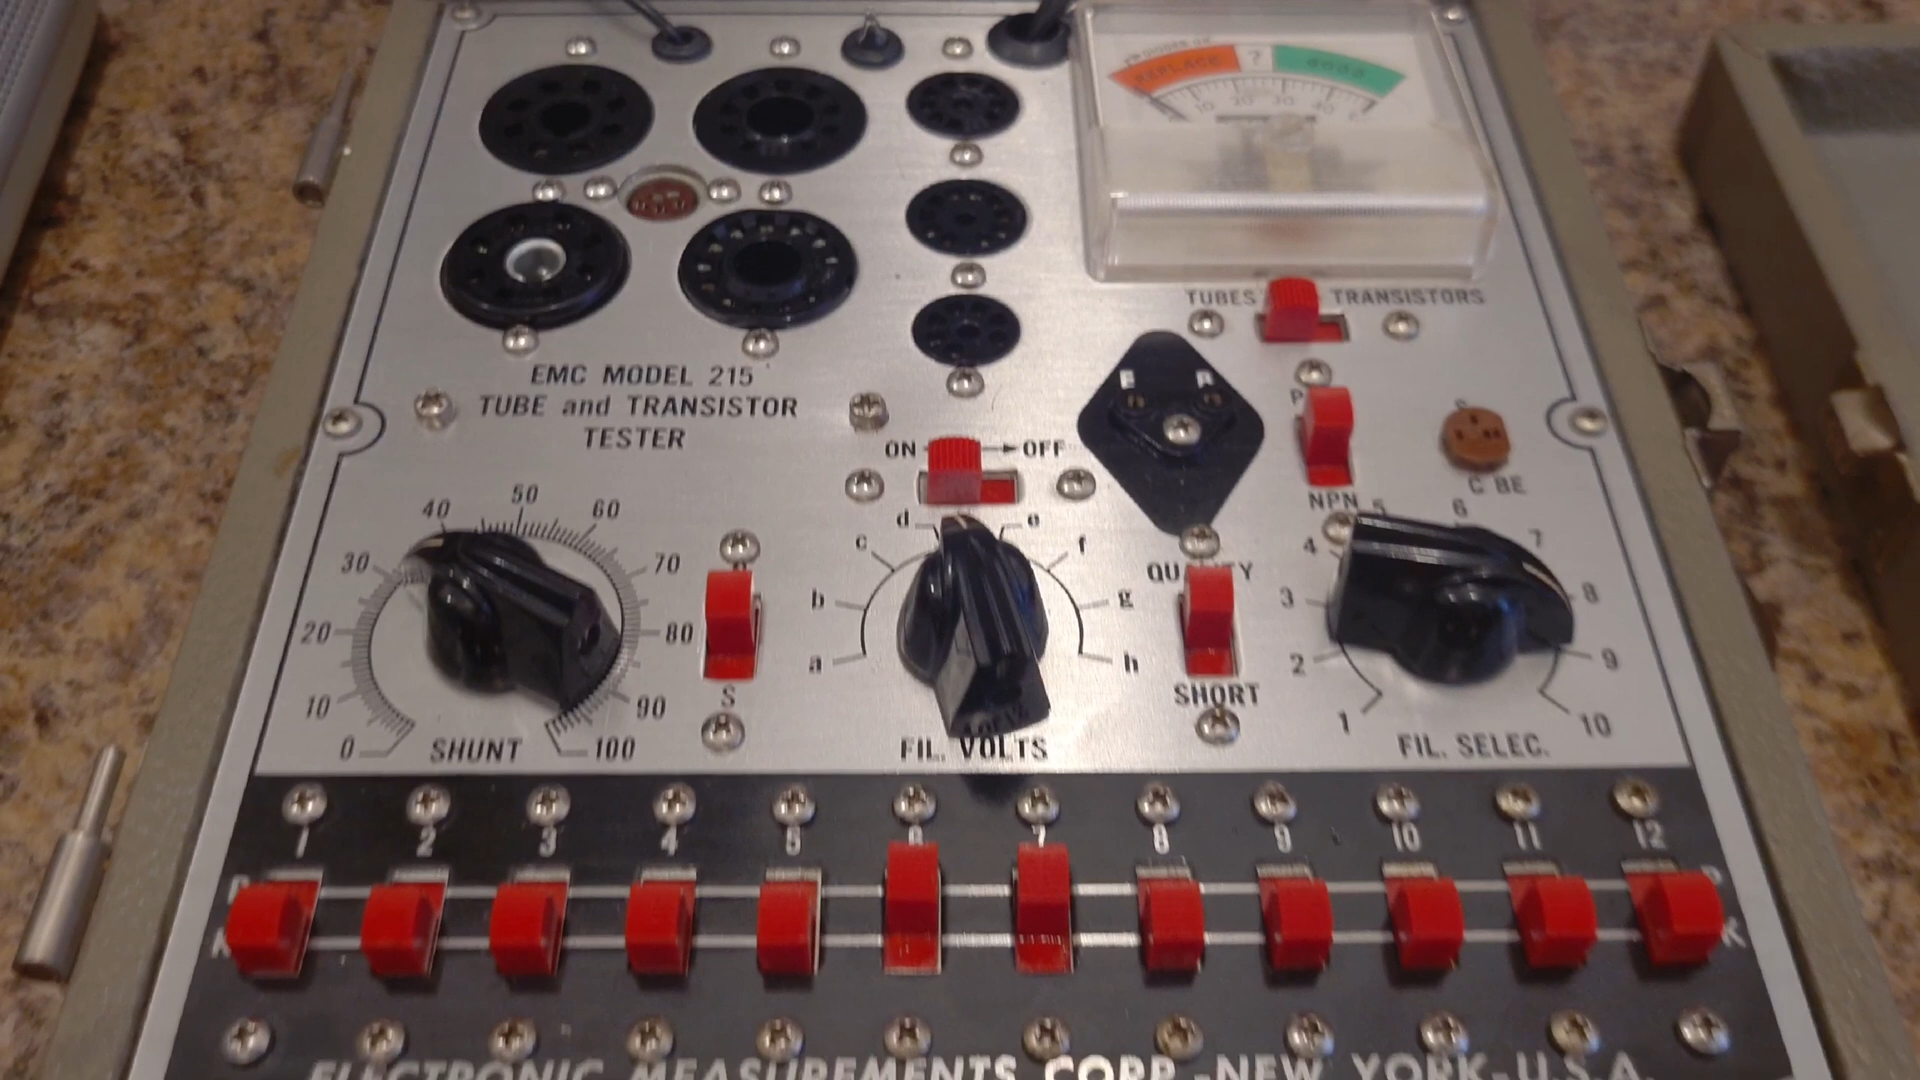 REPLACE ? GOOD
10 20 30 40
TUBES TRANSISTORS
EMC MODEL 215
TUBE and TRANSISTOR
TESTER
E
P
ON → OFF
NPN
C BE
0 10 20 30 40 50 60 70 80 90 100
SHUNT
S
a b c d e f g h
FIL. VOLTS
SHORT
1 2 3 4 5 6 7 8 9 10
FIL. SELEC.
1 2 3 4 5 6 7 8 9 10 11 12
P
K K
ELECTRONIC MEASUREMENTS CORP.-NEW YORK-U.S.A.